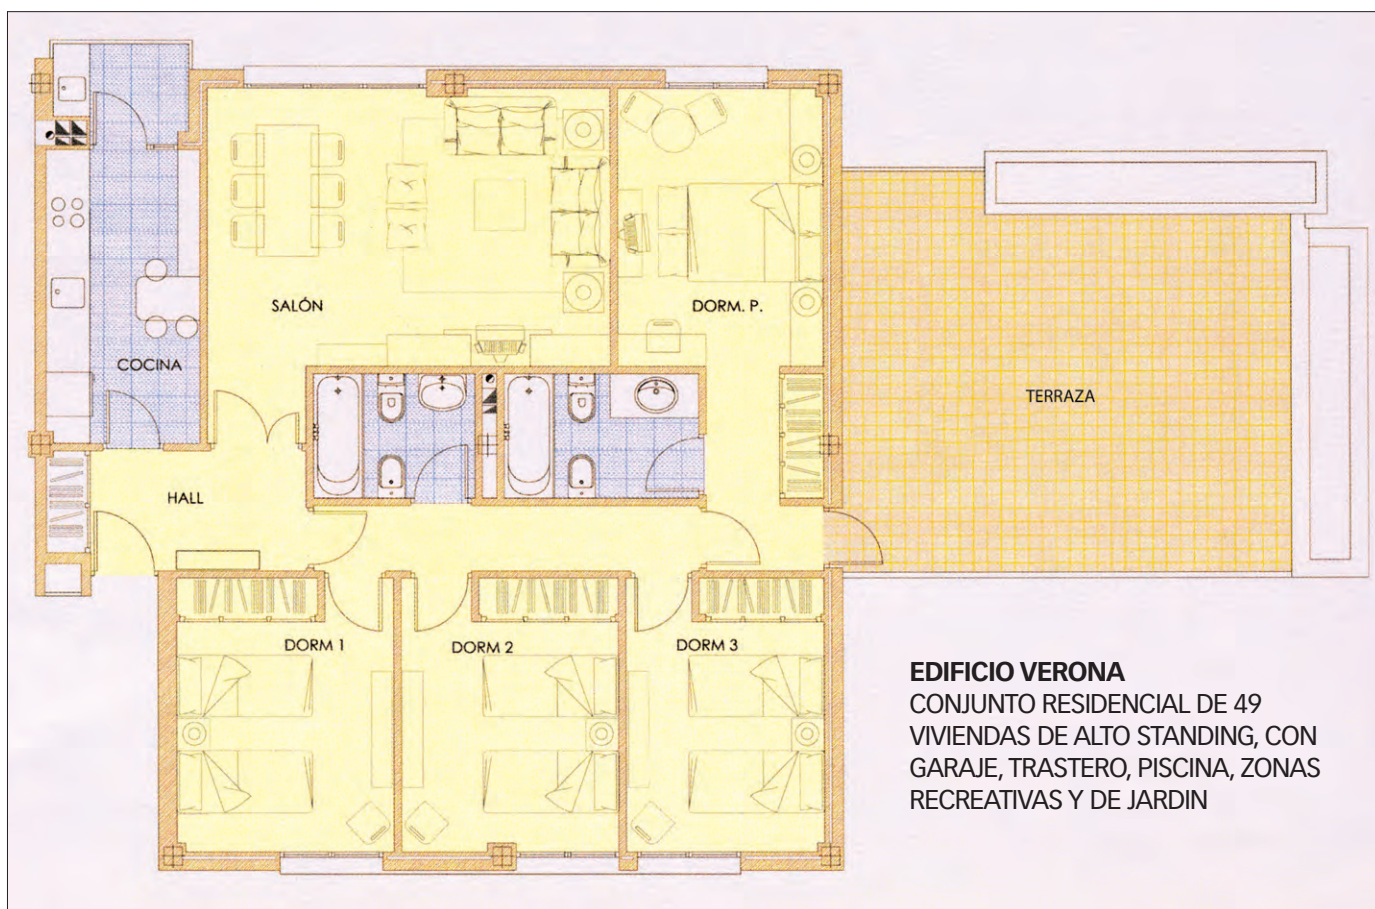 SALÓN
DORM. P.
COCINA
TERRAZA
HALL
DORM 1
DORM 2
DORM 3
EDIFICIO VERONA
CONJUNTO RESIDENCIAL DE 49
VIVIENDAS DE ALTO STANDING, CON
GARAJE, TRASTERO, PISCINA, ZONAS
RECREATIVAS Y DE JARDIN